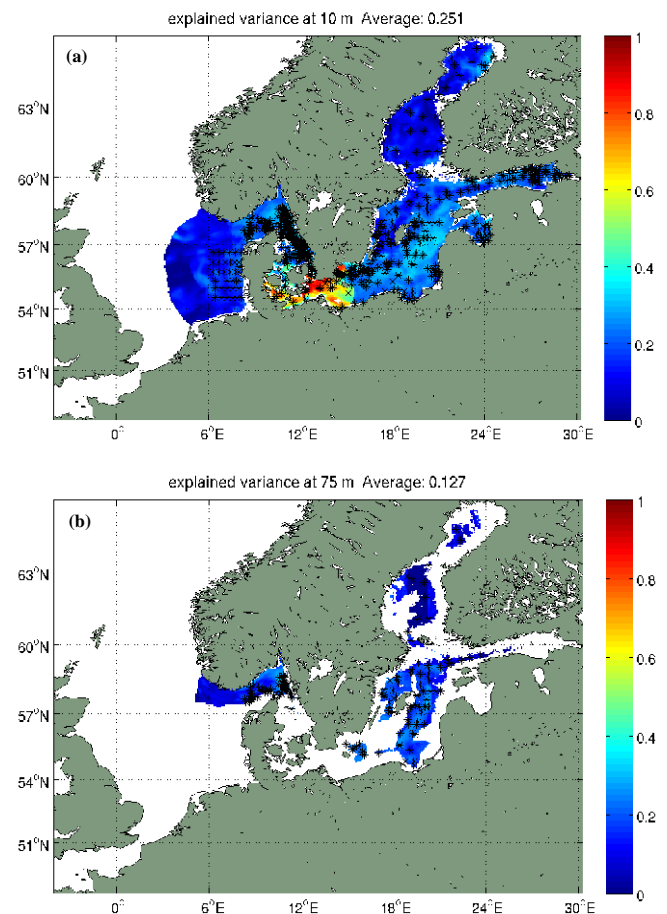 explained variance at 10 m Average: 0.251
(a)
63°N
60°N
57°N
54°N
51°N
0° 6°E 12°E 18°E 24°E 30°E
1
0.8
0.6
0.4
0.2
0
explained variance at 75 m Average: 0.127
(b)
63°N
60°N
57°N
54°N
51°N
0° 6°E 12°E 18°E 24°E 30°E
1
0.8
0.6
0.4
0.2
0